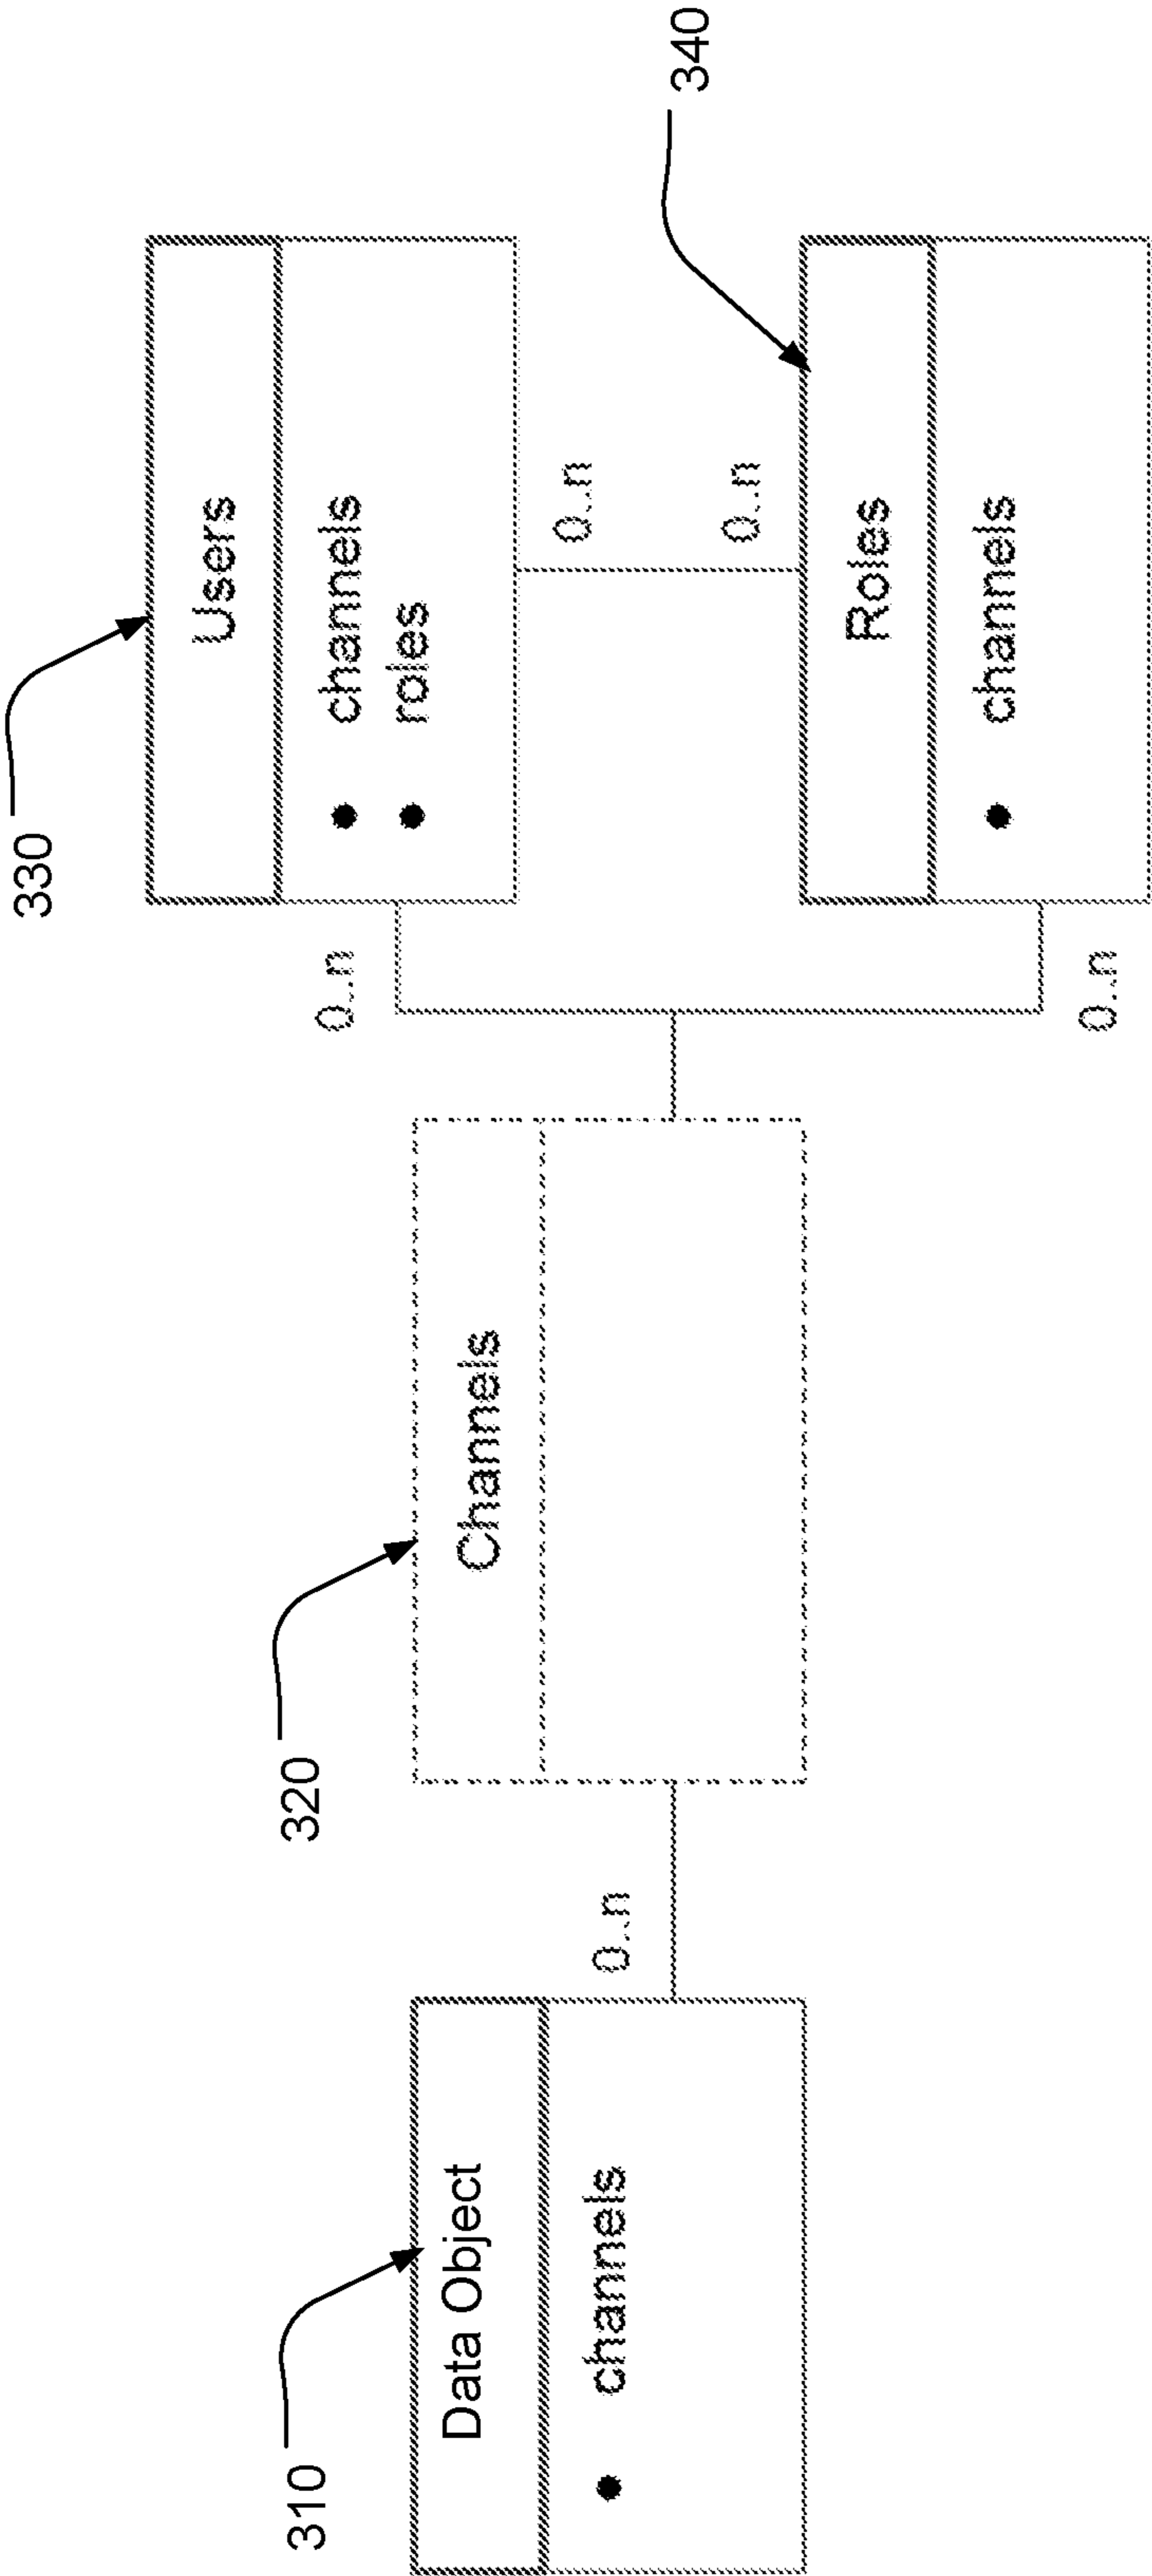 330
Users
• channels
• roles
0..n
0..n
0..n
340
Roles
• channels
0..n
320
Channels
310
Data Object
• channels
0..n